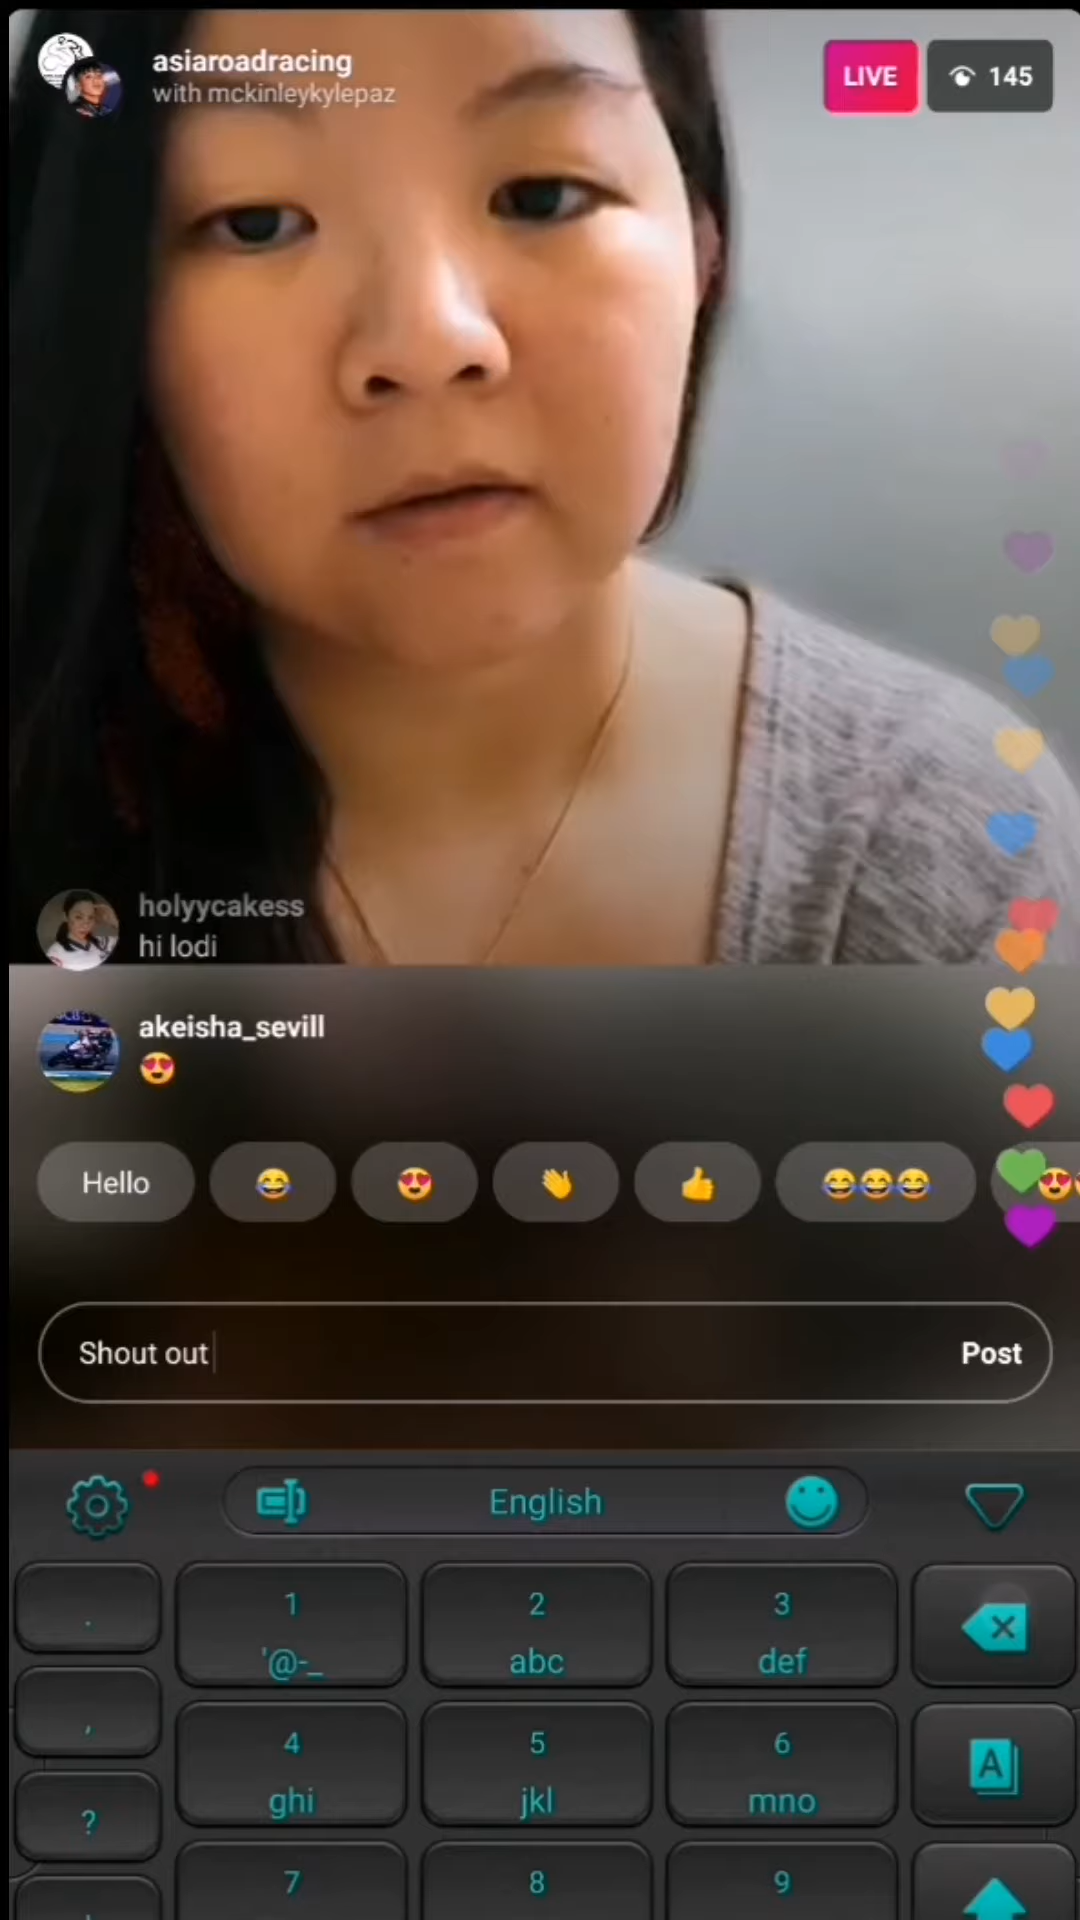 asiaroadracing
with mckinleykylepaz
LIVE
145
holyycakess
hi lodi
akeisha_sevill
😍
Hello 😂 😍 👋 👍 😂😂😂 😍
Shout out
Post
English
.
1
2
3
'@-_
abc
def
,
4
5
6
A
ghi
jkl
mno
?
7
8
9